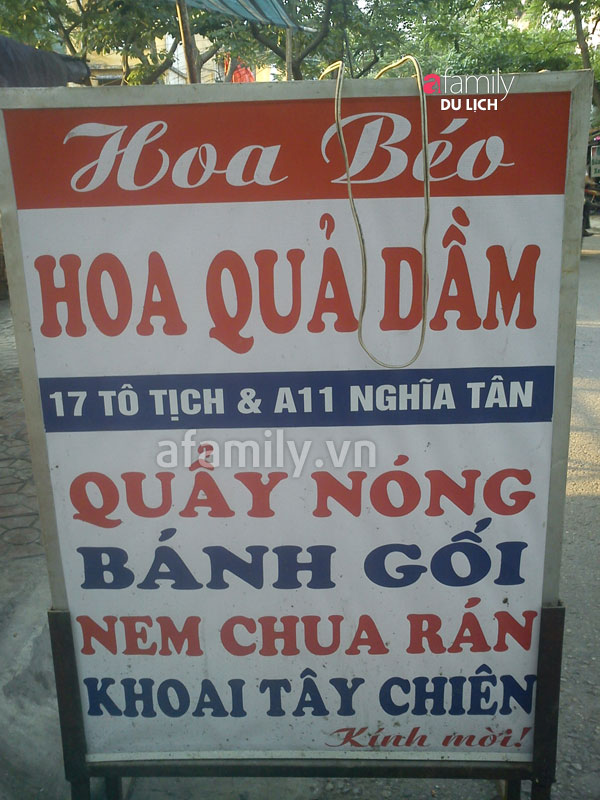 afamily
DU LỊCH
Hoa Béo
HOA QUẢ DẦM
17 TÔ TỊCH & A11 NGHĨA TÂN
afamily.vn
QUẨY NÓNG
BÁNH GỐI
NEM CHUA RÁN
KHOAI TÂY CHIÊN
Kính mời!